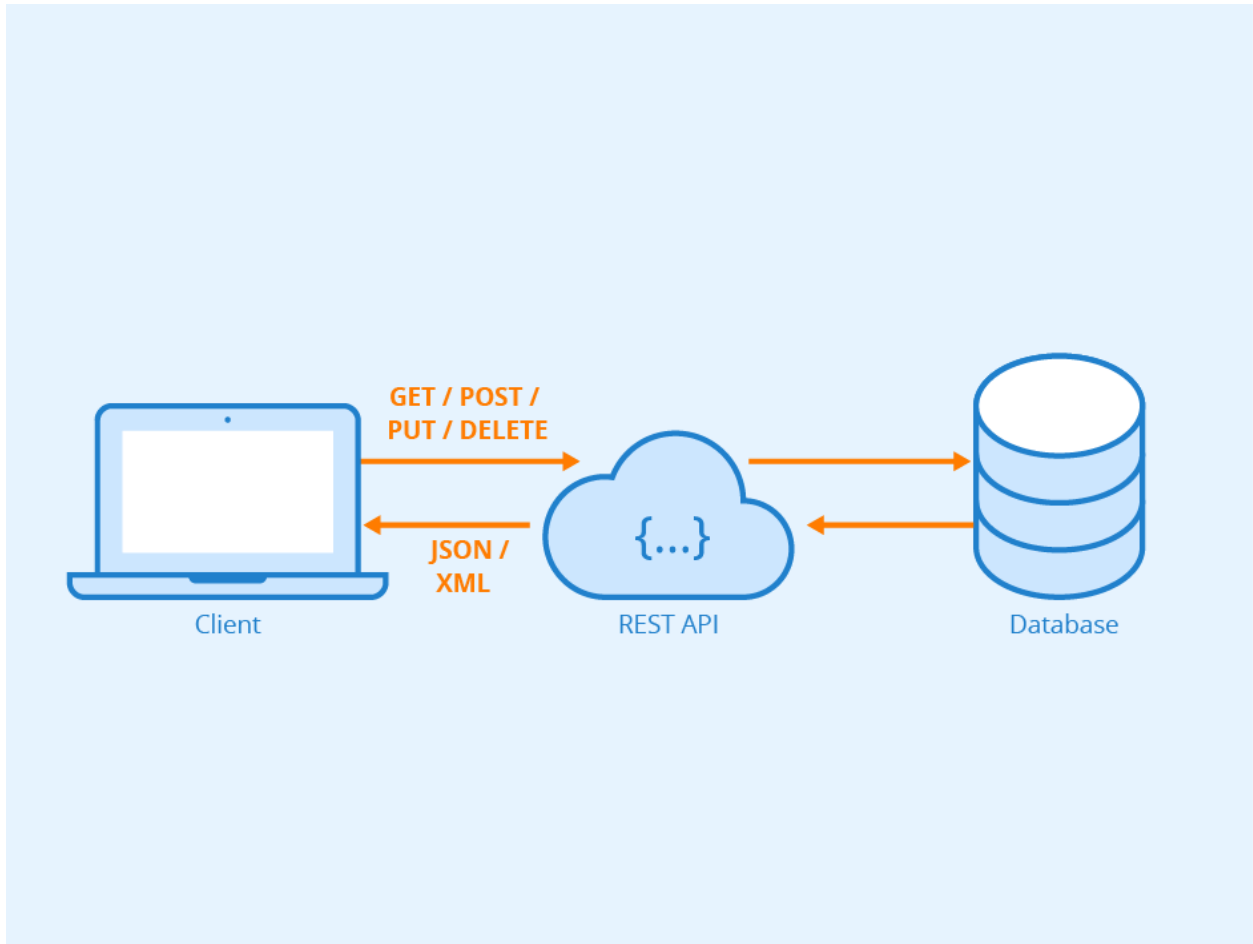 GET / POST /
PUT / DELETE
JSON /
XML
{...}
Client
REST API
Database